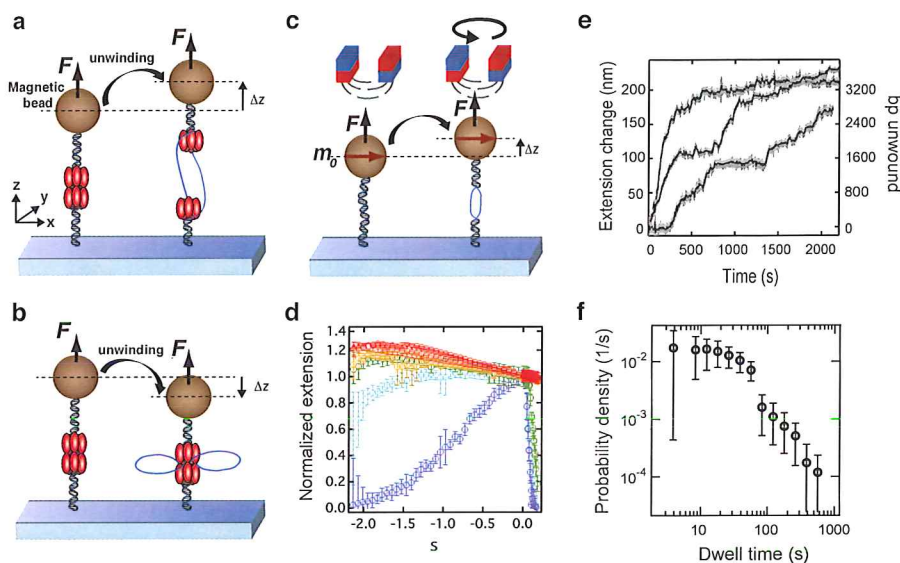 a
F
unwinding
F
Magnetic
bead
Δz
z
y
x
b
F
unwinding
F
Δz
c
F
F
m₀
Δz
d
Normalized extension
1.4
1.2
1.0
0.8
0.6
0.4
0.2
0.0
-2.0
-1.5
-1.0
-0.5
0.0
s
e
Extension change (nm)
200
150
100
50
0
3200
2400
1600
800
0
bp unwound
0
500
1000
1500
2000
Time (s)
f
Probability density (1/s)
10⁻²
10⁻³
10⁻⁴
10
100
1000
Dwell time (s)